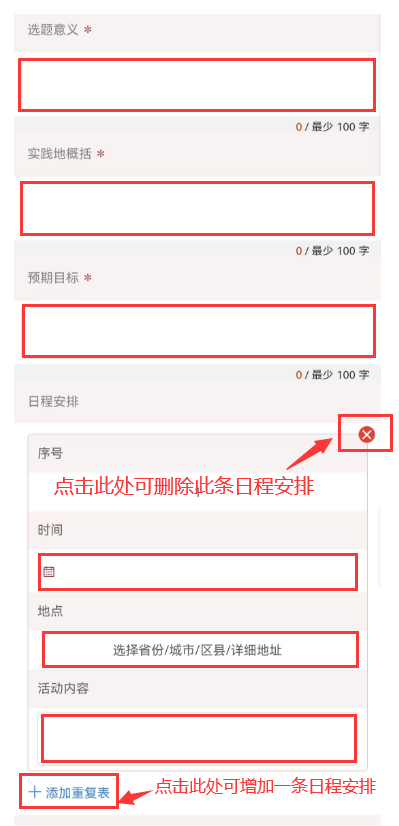 选题意义 *
0 / 最少 100 字
实践地概括 *
0 / 最少 100 字
预期目标 *
0 / 最少 100 字
日程安排
序号
点击此处可删除此条日程安排
时间
地点
选择省份/城市/区县/详细地址
活动内容
+ 添加重复表
点击此处可增加一条日程安排